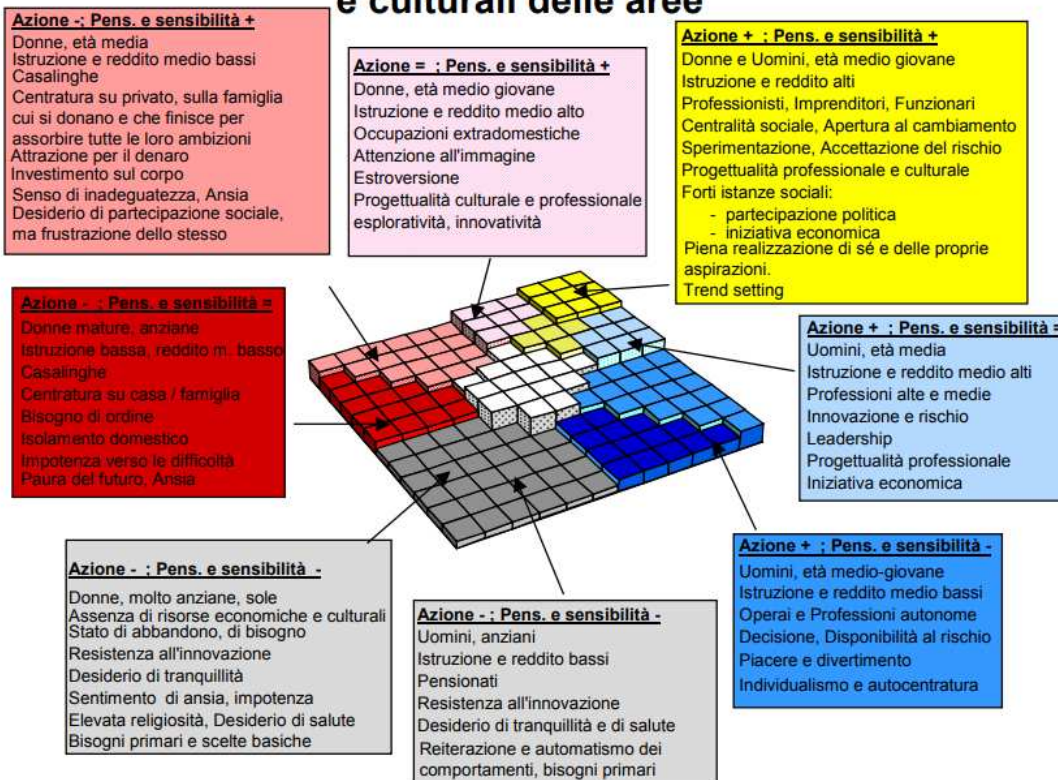 e culturali delle aree
Azione -; Pens. e sensibilità +
Donne, età media
Istruzione e reddito medio bassi
Casalinghe
Centratura su privato, sulla famiglia
cui si donano e che finisce per
assorbire tutte le loro ambizioni
Attrazione per il denaro
Investimento sul corpo
Senso di inadeguatezza, Ansia
Desiderio di partecipazione sociale,
ma frustrazione dello stesso
Azione = ; Pens. e sensibilità +
Donne, età medio giovane
Istruzione e reddito medio alto
Occupazioni extradomestiche
Attenzione all'immagine
Estroversione
Progettualità culturale e professionale
esploratività, innovatività
Azione + ; Pens. e sensibilità +
Donne e Uomini, età medio giovane
Istruzione e reddito alti
Professionisti, Imprenditori, Funzionari
Centralità sociale, Apertura al cambiamento
Sperimentazione, Accettazione del rischio
Progettualità professionale e culturale
Forti istanze sociali:
- partecipazione politica
- iniziativa economica
Piena realizzazione di sé e delle proprie
aspirazioni.
Trend setting
Azione - ; Pens. e sensibilità =
Donne mature, anziane
Istruzione bassa, reddito m. basso
Casalinghe
Centratura su casa / famiglia
Bisogno di ordine
Isolamento domestico
Impotenza verso le difficoltà
Paura del futuro, Ansia
Azione + ; Pens. e sensibilità =
Uomini, età media
Istruzione e reddito medio alti
Professioni alte e medie
Innovazione e rischio
Leadership
Progettualità professionale
Iniziativa economica
Azione - ; Pens. e sensibilità -
Donne, molto anziane, sole
Assenza di risorse economiche e culturali
Stato di abbandono, di bisogno
Resistenza all'innovazione
Desiderio di tranquillità
Sentimento di ansia, impotenza
Elevata religiosità, Desiderio di salute
Bisogni primari e scelte basiche
Azione - ; Pens. e sensibilità -
Uomini, anziani
Istruzione e reddito bassi
Pensionati
Resistenza all'innovazione
Desiderio di tranquillità e di salute
Reiterazione e automatismo dei
comportamenti, bisogni primari
Azione + ; Pens. e sensibilità -
Uomini, età medio-giovane
Istruzione e reddito medio bassi
Operai e Professioni autonome
Decisione, Disponibilità al rischio
Piacere e divertimento
Individualismo e autocentratura